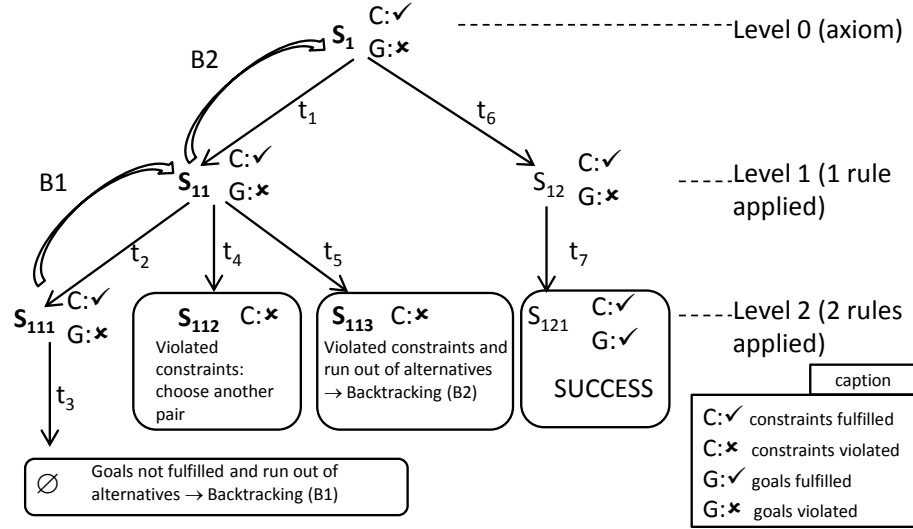 C:✓
S1
G:✗
Level 0 (axiom)
B2
t1
t6
C:✓
S11
G:✗
C:✓
S12
G:✗
Level 1 (1 rule
applied)
B1
t2
t4
t5
t7
C:✓
S111
G:✗
S112 C:✗
Violated
constraints:
choose another
pair
S113 C:✗
Violated constraints and
run out of alternatives
→ Backtracking (B2)
C:✓
S121
G:✓
SUCCESS
Level 2 (2 rules
applied)
t3
∅ Goals not fulfilled and run out of
alternatives → Backtracking (B1)
caption
C:✓ constraints fulfilled
C:✗ constraints violated
G:✓ goals fulfilled
G:✗ goals violated